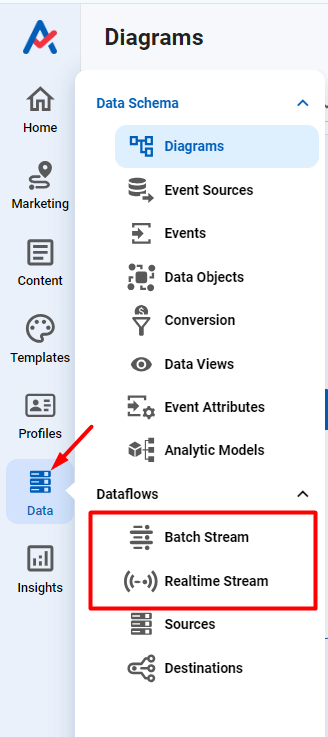 Diagrams
Home
Marketing
Content
Templates
Profiles
Data
Insights
Data Schema
Diagrams
Event Sources
Events
Data Objects
Conversion
Data Views
Event Attributes
Analytic Models
Dataflows
Batch Stream
Realtime Stream
Sources
Destinations